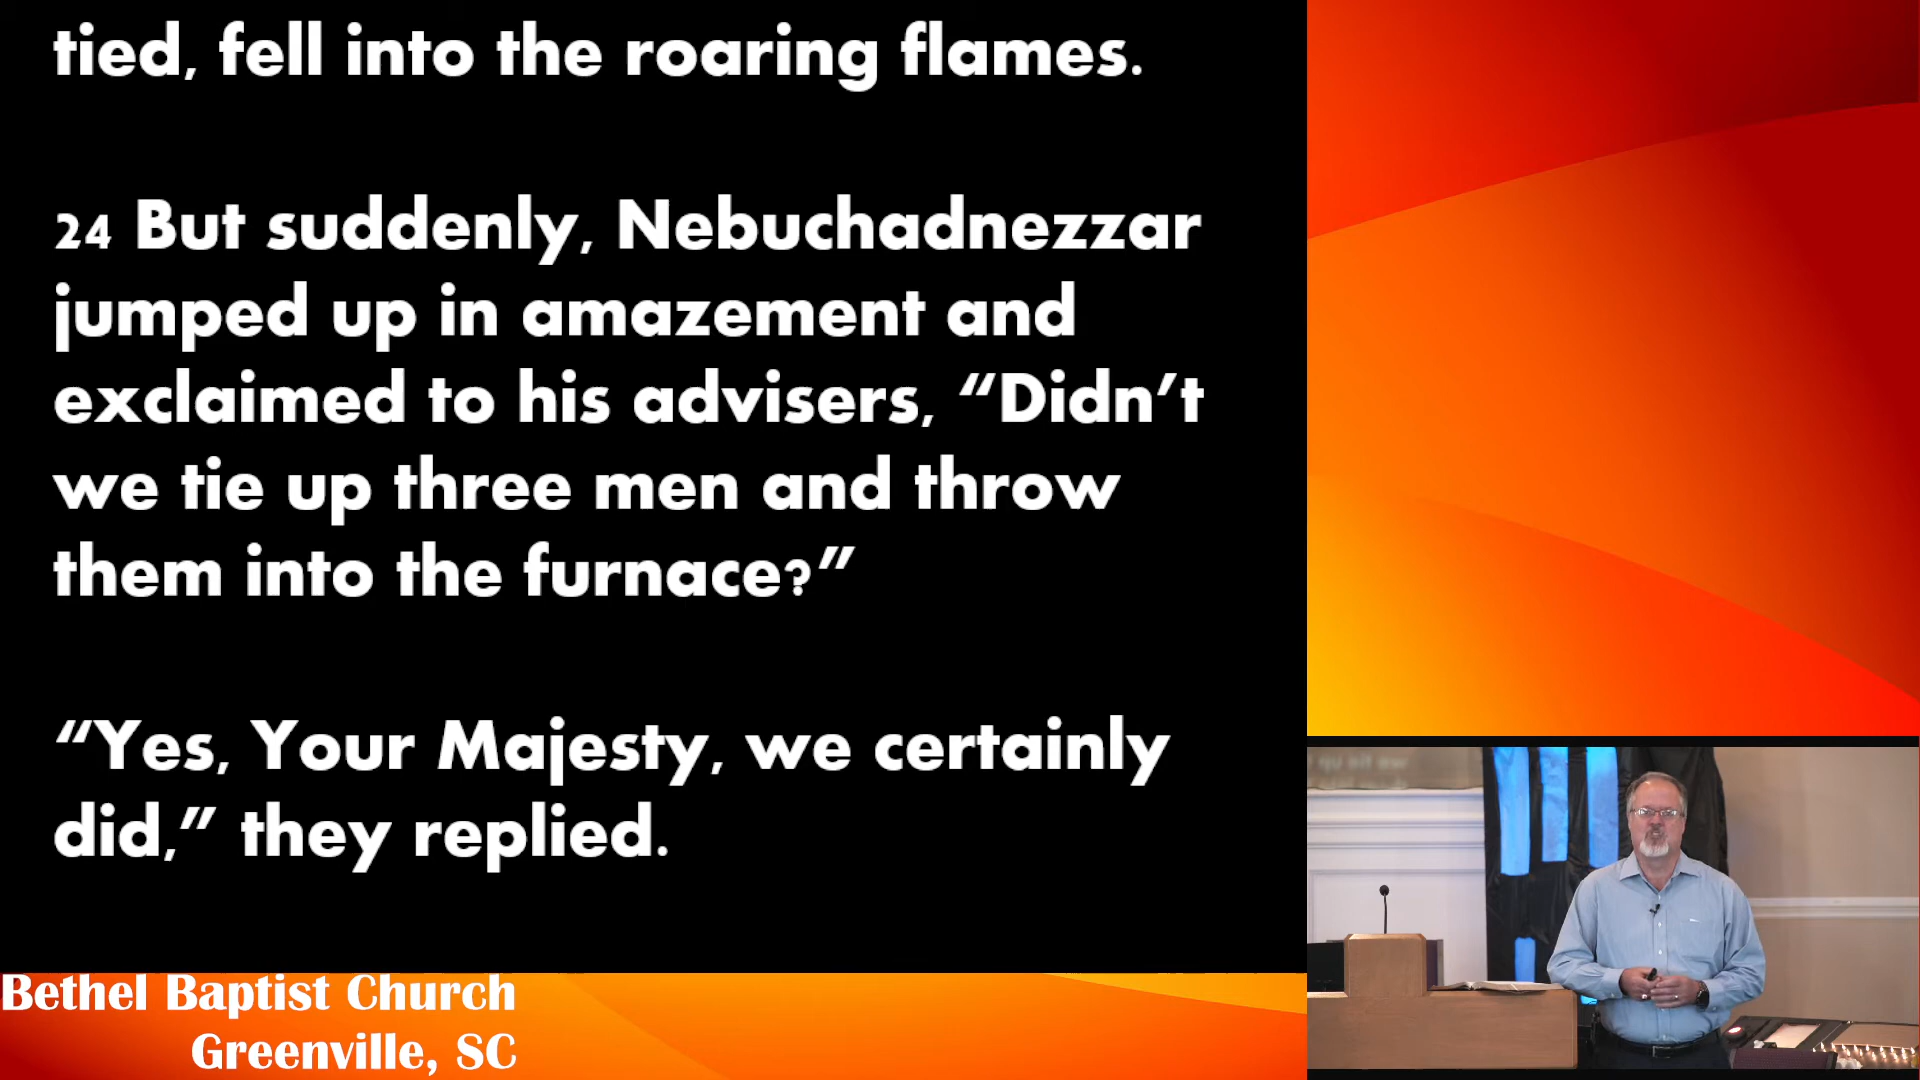 tied, fell into the roaring flames.
24 But suddenly, Nebuchadnezzar
jumped up in amazement and
exclaimed to his advisers, “Didn’t
we tie up three men and throw
them into the furnace?”
“Yes, Your Majesty, we certainly
did,” they replied.
Bethel Baptist Church
Greenville, SC